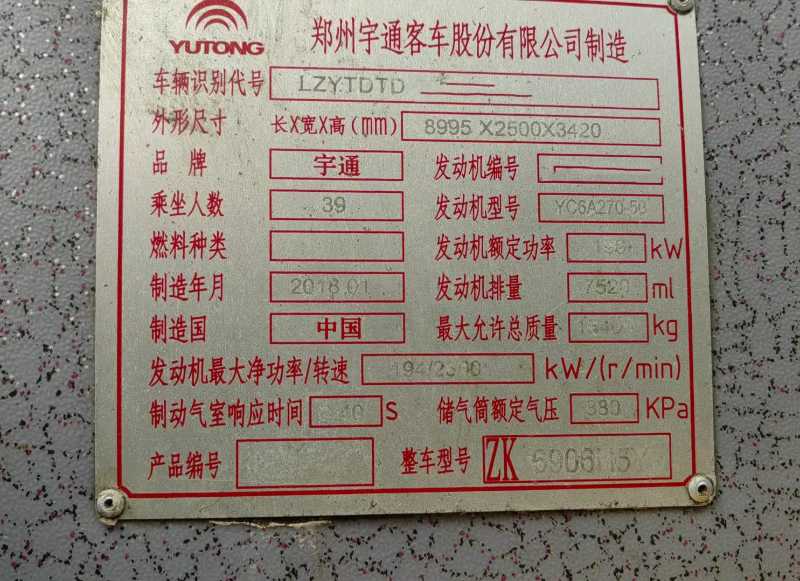 YUTONG 郑州宇通客车股份有限公司制造
车辆识别代号 LZYTDTD
外形尺寸 长X宽X高(mm) 8995 X2500X3420
品牌 宇通 发动机编号
乘坐人数 39 发动机型号 YC6A270-50
燃料种类 发动机额定功率 kW
制造年月 2018.01 发动机排量 7520 ml
制造国 中国 最大允许总质量 kg
发动机最大净功率/转速 194/2300 kW/(r/min)
制动气室响应时间 S 储气筒额定气压 KPa
产品编号 整车型号 ZK 6906H5Y